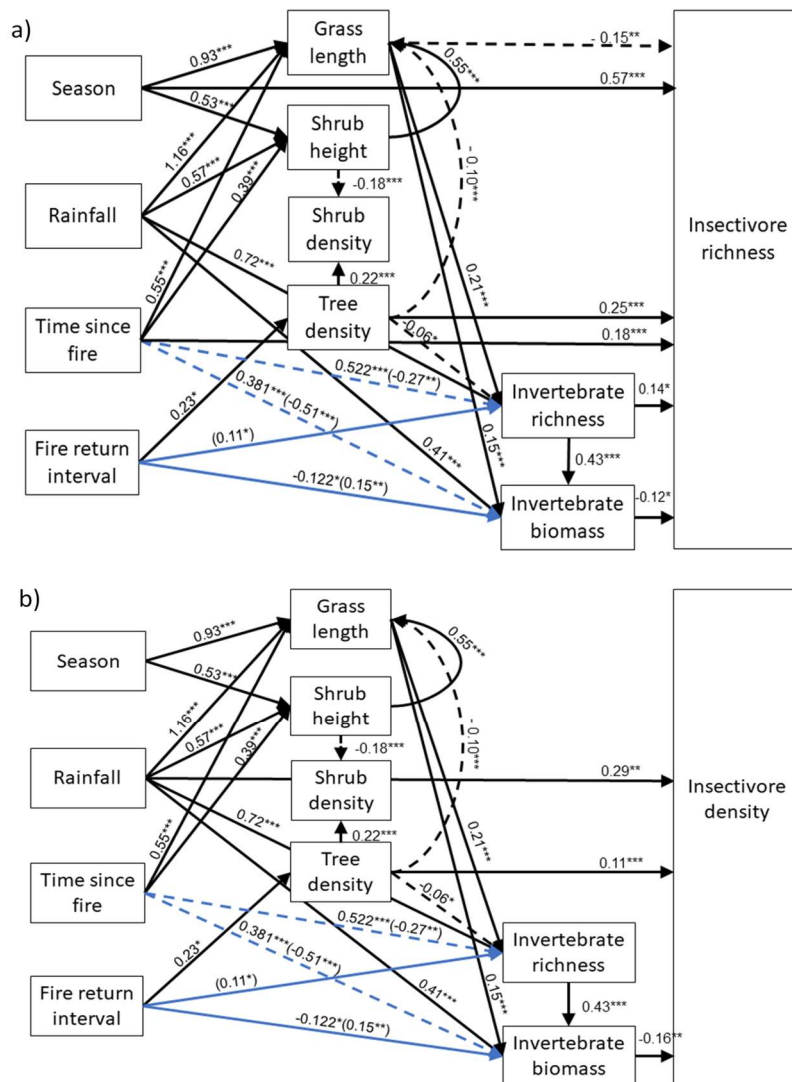 a)
Grass
length
Season
Shrub
height
Rainfall
Shrub
density
Time since
fire
Tree
density
Fire return
interval
Invertebrate
richness
Invertebrate
biomass
Insectivore
richness
0.93***
0.53***
1.16***
0.57***
0.39***
0.55***
0.72***
0.23*
0.55***
-0.18***
0.22***
- 0.10***
- 0.15**
0.57***
0.21***
0.15***
-0.06*
0.25***
0.18***
0.522***(-0.27**)
0.381***(-0.51***)
(0.11*)
-0.122*(0.15**)
0.41***
0.43***
0.14*
-0.12*
b)
Grass
length
Season
Shrub
height
Rainfall
Shrub
density
Time since
fire
Tree
density
Fire return
interval
Invertebrate
richness
Invertebrate
biomass
Insectivore
density
0.93***
0.53***
1.16***
0.57***
0.39***
0.55***
0.72***
0.23*
0.55***
-0.18***
0.22***
- 0.10***
0.29**
0.21***
0.15***
-0.06*
0.11***
0.522***(-0.27**)
0.381***(-0.51***)
(0.11*)
-0.122*(0.15**)
0.41***
0.43***
-0.16**